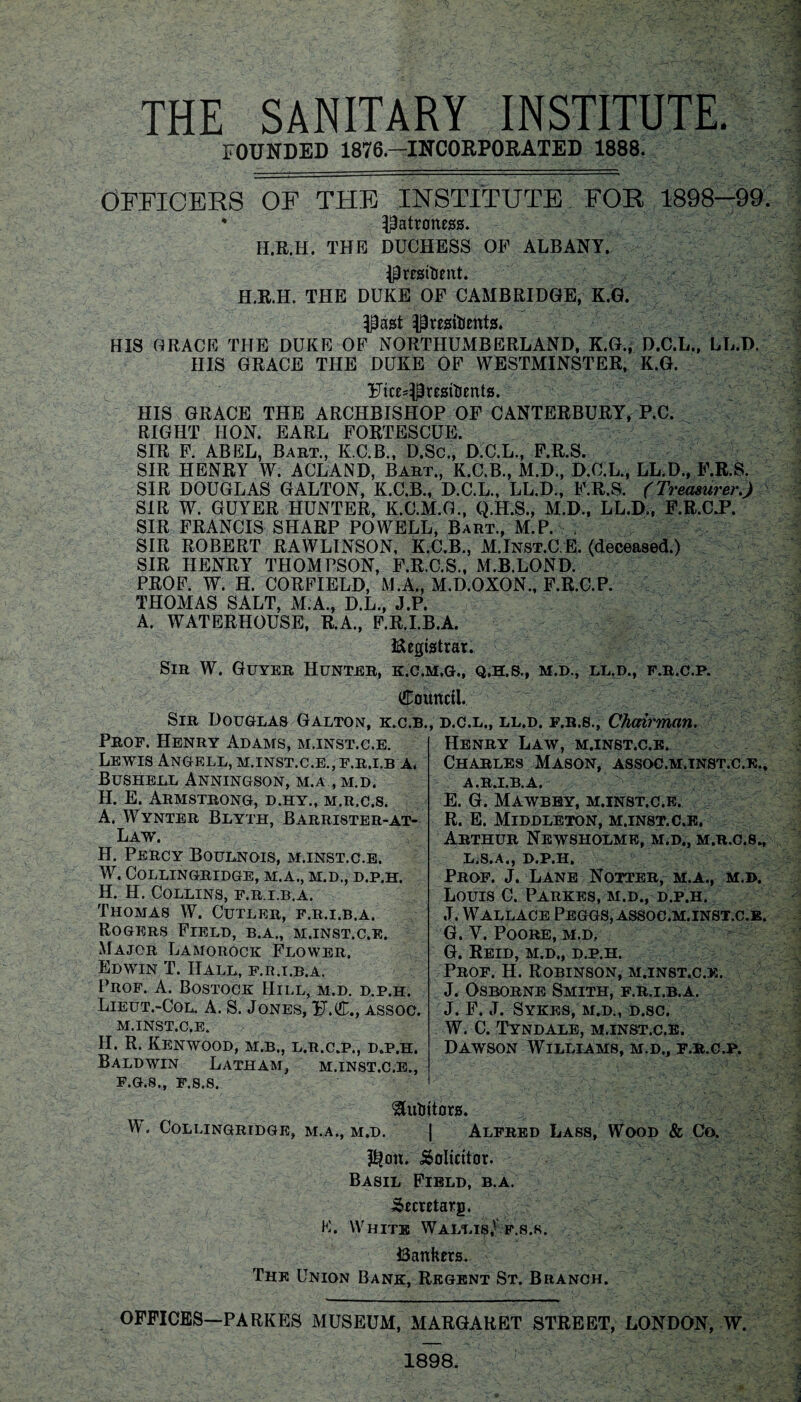 THE SANITARY INSTITUTE.
FOUNDED 1876.—INCORPORATED 1888.
OFFICERS OF THE INSTITUTE FOR 1898–99.
Patroness.
H.R.H. THE DUCHESS OF ALBANY.
President.
H.R.H. THE DUKE OF CAMBRIDGE, K.G.
Past Presidents.
HIS GRACE THE DUKE OF NORTHUMBERLAND, K.G., D.C.L., LL.D.
HIS GRACE THE DUKE OF WESTMINSTER, K.G.
Vice-Presidents.
HIS GRACE THE ARCHBISHOP OF CANTERBURY, P.C.
RIGHT HON. EARL FORTESCUE.
SIR F. ABEL, BART., K.C.B., D.Sc., D.C.L., F.R.S.
SIR HENRY W. ACLAND, BART., K.C.B., M.D., D.C.L., LL.D., F.R.S.
SIR DOUGLAS GALTON, K.C.B., D.C.L., LL.D., F.R.S. (Treasurer.)
SIR W. GUYER HUNTER, K.C.M.G., Q.H.S., M.D., LL.D., F.R.C.P.
SIR FRANCIS SHARP POWELL, BART., M.P.
SIR ROBERT RAWLINSON, K.C.B., M.INST.C.E. (deceased.)
SIR HENRY THOMPSON, F.R.C.S., M.B.LOND.
PROF. W. H. CORFIELD, M.A., M.D.OXON., F.R.C.P.
THOMAS SALT, M.A., D.L., J.P.
A. WATERHOUSE, R.A., F.R.I.B.A.
Registrar.
SIR W. GUYER HUNTER, K.C.M.G., Q.H.S., M.D., LL.D., F.R.C.P.
Council.
SIR DOUGLAS GALTON, K.C.B., D.C.L., LL.D. F.R.S., Chairman.
PROF. HENRY ADAMS, M.INST.C.E.
LEWIS ANGELL, M.INST.C.E., F.R.I.B A.
BUSHELL ANNINGSON, M.A , M.D.
H. E. ARMSTRONG, D.HY., M.R.C.S.
A. WYNTER BLYTH, BARRISTER-AT-
LAW.
H. PERCY BOULNOIS, M.INST.C.E.
W. COLLINGRIDGE, M.A., M.D., D.P.H.
H. H. COLLINS, F.R.I.B.A.
THOMAS W. CUTLER, F.R.I.B.A.
ROGERS FIELD, B.A., M.INST.C.E.
MAJOR LAMOROCK FLOWER.
EDWIN T. HALL, F.R.I.B.A.
PROF. A. BOSTOCK HILL, M.D. D.P.H.
LIEUT.-COL. A. S. JONES, V.C., ASSOC.
M.INST.C.E.
H. R. KENWOOD, M.B., L.R.C.P., D.P.H.
BALDWIN LATHAM, M.INST.C.E.,
F.G.S., F.S.S.
HENRY LAW, M.INST.C.E.
CHARLES MASON, ASSOC.M.INST.C.E.,
A.R.I.B.A.
E. G. MAWBEY, M.INST.C.E.
R. E. MIDDLETON, M.INST.C.E.
ARTHUR NEWSHOLME, M.D., M.R.C.S.,
L.S.A., D.P.H.
PROF. J. LANE NOTTER, M.A., M.D.
LOUIS C. PARKES, M.D., D.P.H.
J. WALLACE PEGGS, ASSOC.M.INST.C.E.
G. V. POORE, M.D.
G. REID, M.D., D.P.H.
PROF. H. ROBINSON, M.INST.C.E.
J. OSBORNE SMITH, F.R.I.B.A.
J. F. J. SYKES, M.D., D.SC.
W. C. TYNDALE, M.INST.C.E.
DAWSON WILLIAMS, M.D., F.R.C.P.
Auditors.
W. COLLINGRIDGE, M.A., M.D. | ALFRED LASS, WOOD & CO.
Hon. Solicitor.
BASIL FIELD, B.A.
Secretary.
E. WHITE WALLIS, F.S.S.
Bankers.
THE UNION BANK, REGENT ST. BRANCH.
OFFICES—PARKES MUSEUM, MARGARET STREET, LONDON, W.
1898.